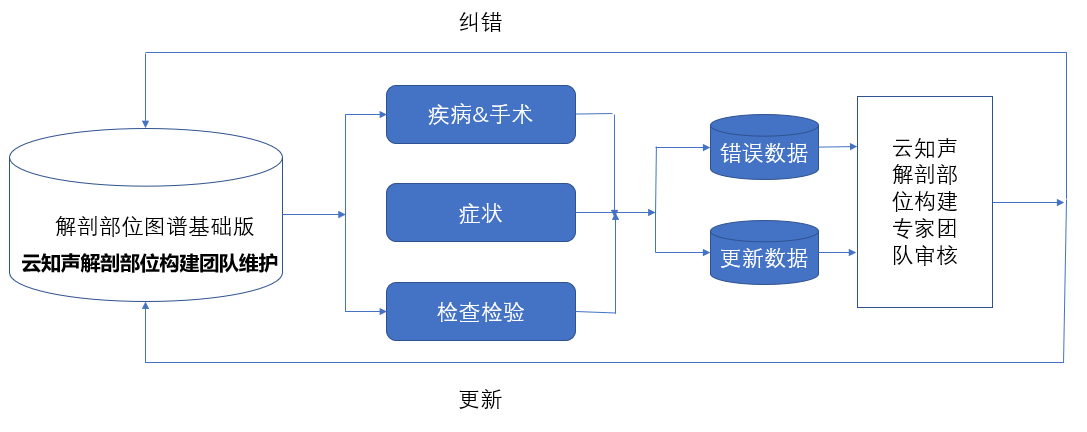 纠错
疾病&手术
解剖部位图谱基础版
云知声解剖部位构建团队维护
症状
检查检验
错误数据
更新数据
云知声
解剖部
位构建
专家团
队审核
更新